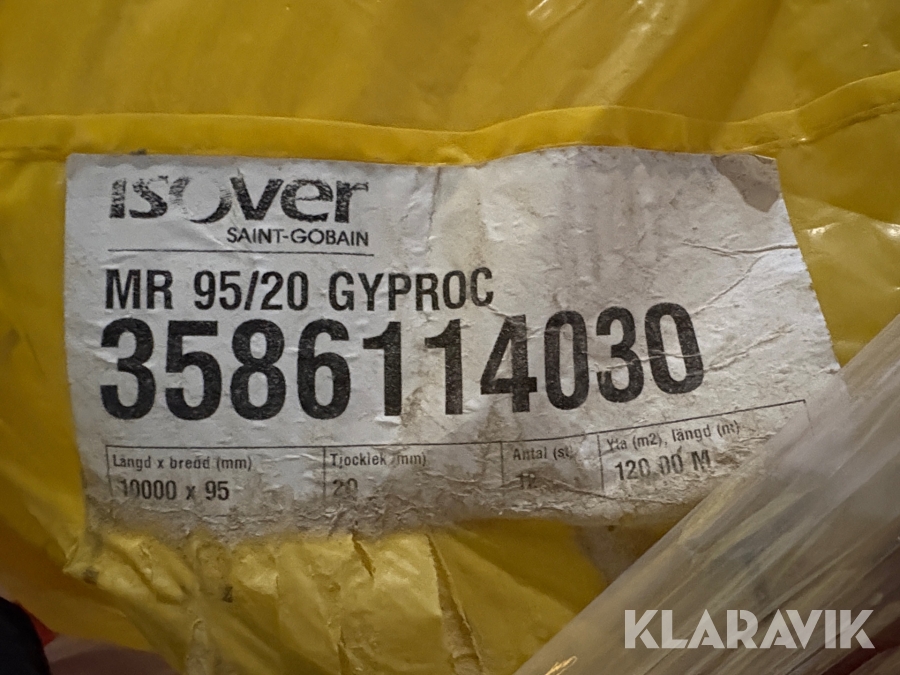 isover
SAINT-GOBAIN
MR 95/20 GYPROC
3586114030
Längd x bredd (mm) Tjocklek (mm) Antal (st) Yta (m2), längd (m)
10000 x 95 20 12 120,00 M
KLARAVIK